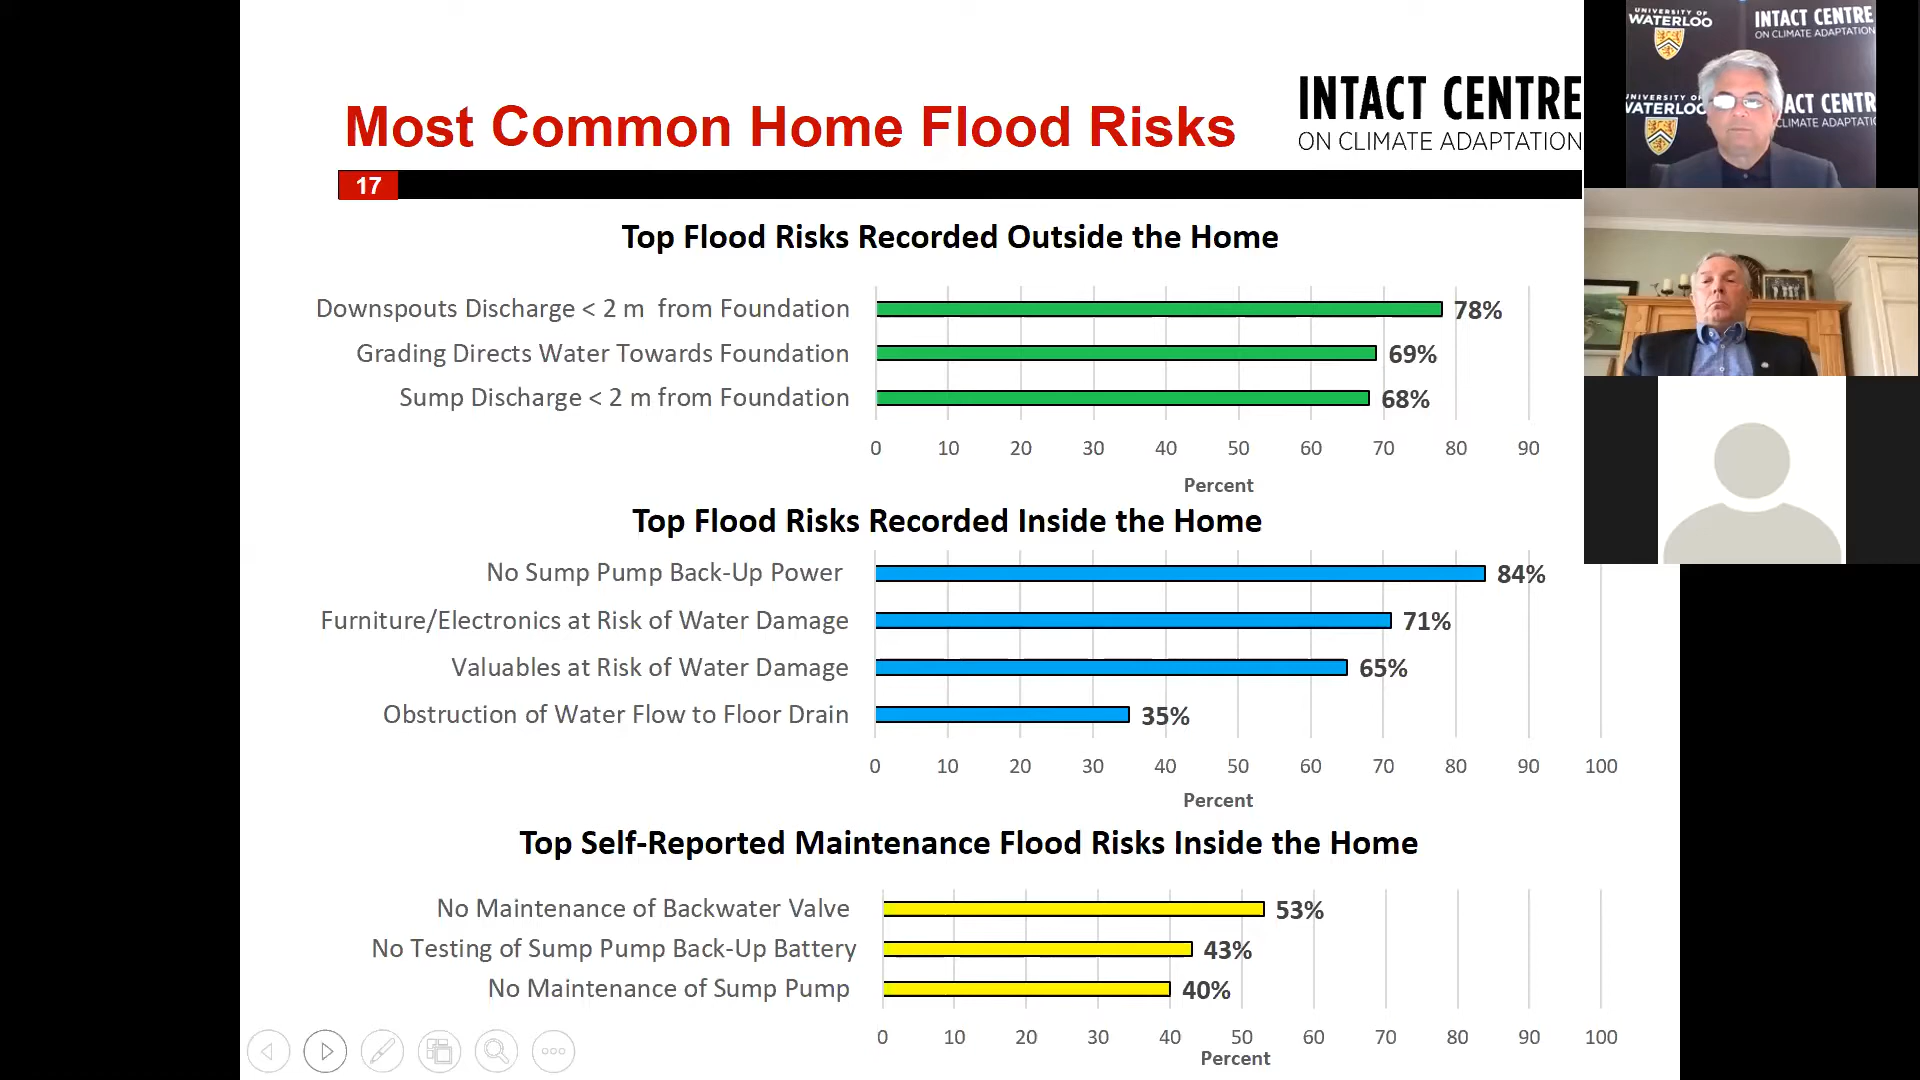 Most Common Home Flood Risks
INTACT CENTRE
ON CLIMATE ADAPTATION
17
Top Flood Risks Recorded Outside the Home
Downspouts Discharge < 2 m from Foundation
78%
Grading Directs Water Towards Foundation
69%
Sump Discharge < 2 m from Foundation
68%
0 10 20 30 40 50 60 70 80 90
Percent
Top Flood Risks Recorded Inside the Home
No Sump Pump Back-Up Power
84%
Furniture/Electronics at Risk of Water Damage
71%
Valuables at Risk of Water Damage
65%
Obstruction of Water Flow to Floor Drain
35%
0 10 20 30 40 50 60 70 80 90 100
Percent
Top Self-Reported Maintenance Flood Risks Inside the Home
No Maintenance of Backwater Valve
53%
No Testing of Sump Pump Back-Up Battery
43%
No Maintenance of Sump Pump
40%
0 10 20 30 40 50 60 70 80 90 100
Percent
UNIVERSITY OF
WATERLOO
INTACT CENTRE
ON CLIMATE ADAPTATION
UNIVERSITY OF
WATERLOO
ACT CENTR
CLIMATE ADAPTATI